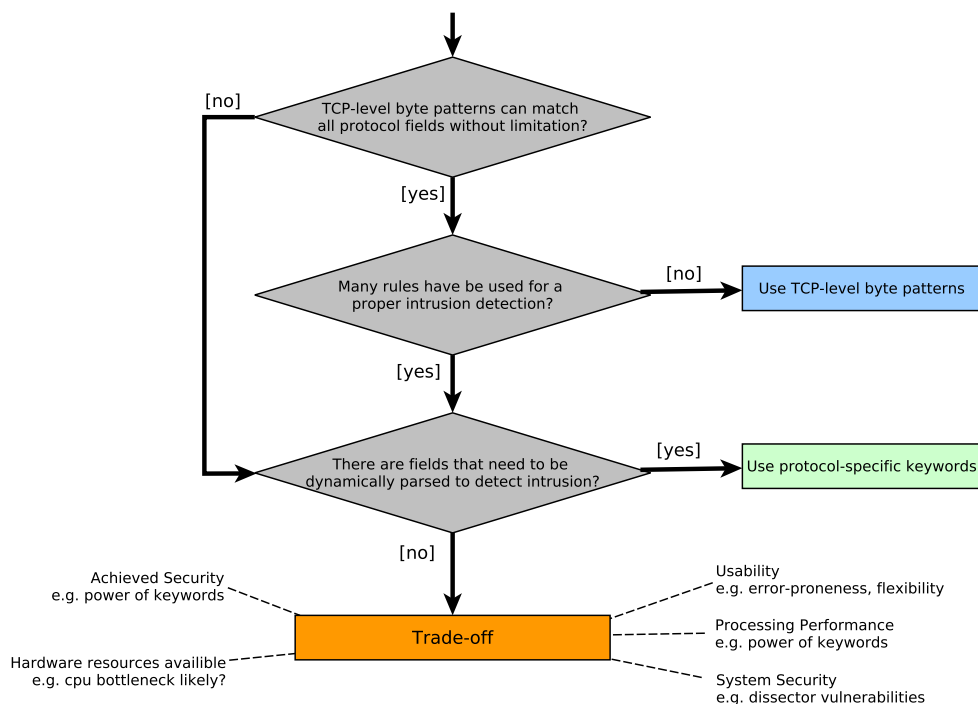 [no]
TCP-level byte patterns can match
all protocol fields without limitation?
[yes]
Many rules have be used for a
proper intrusion detection?
[no]
Use TCP-level byte patterns
[yes]
There are fields that need to be
dynamically parsed to detect intrusion?
[yes]
Use protocol-specific keywords
[no]
Achieved Security
e.g. power of keywords
Usability
e.g. error-proneness, flexibility
Trade-off
Processing Performance
e.g. power of keywords
Hardware resources availible
e.g. cpu bottleneck likely?
System Security
e.g. dissector vulnerabilities